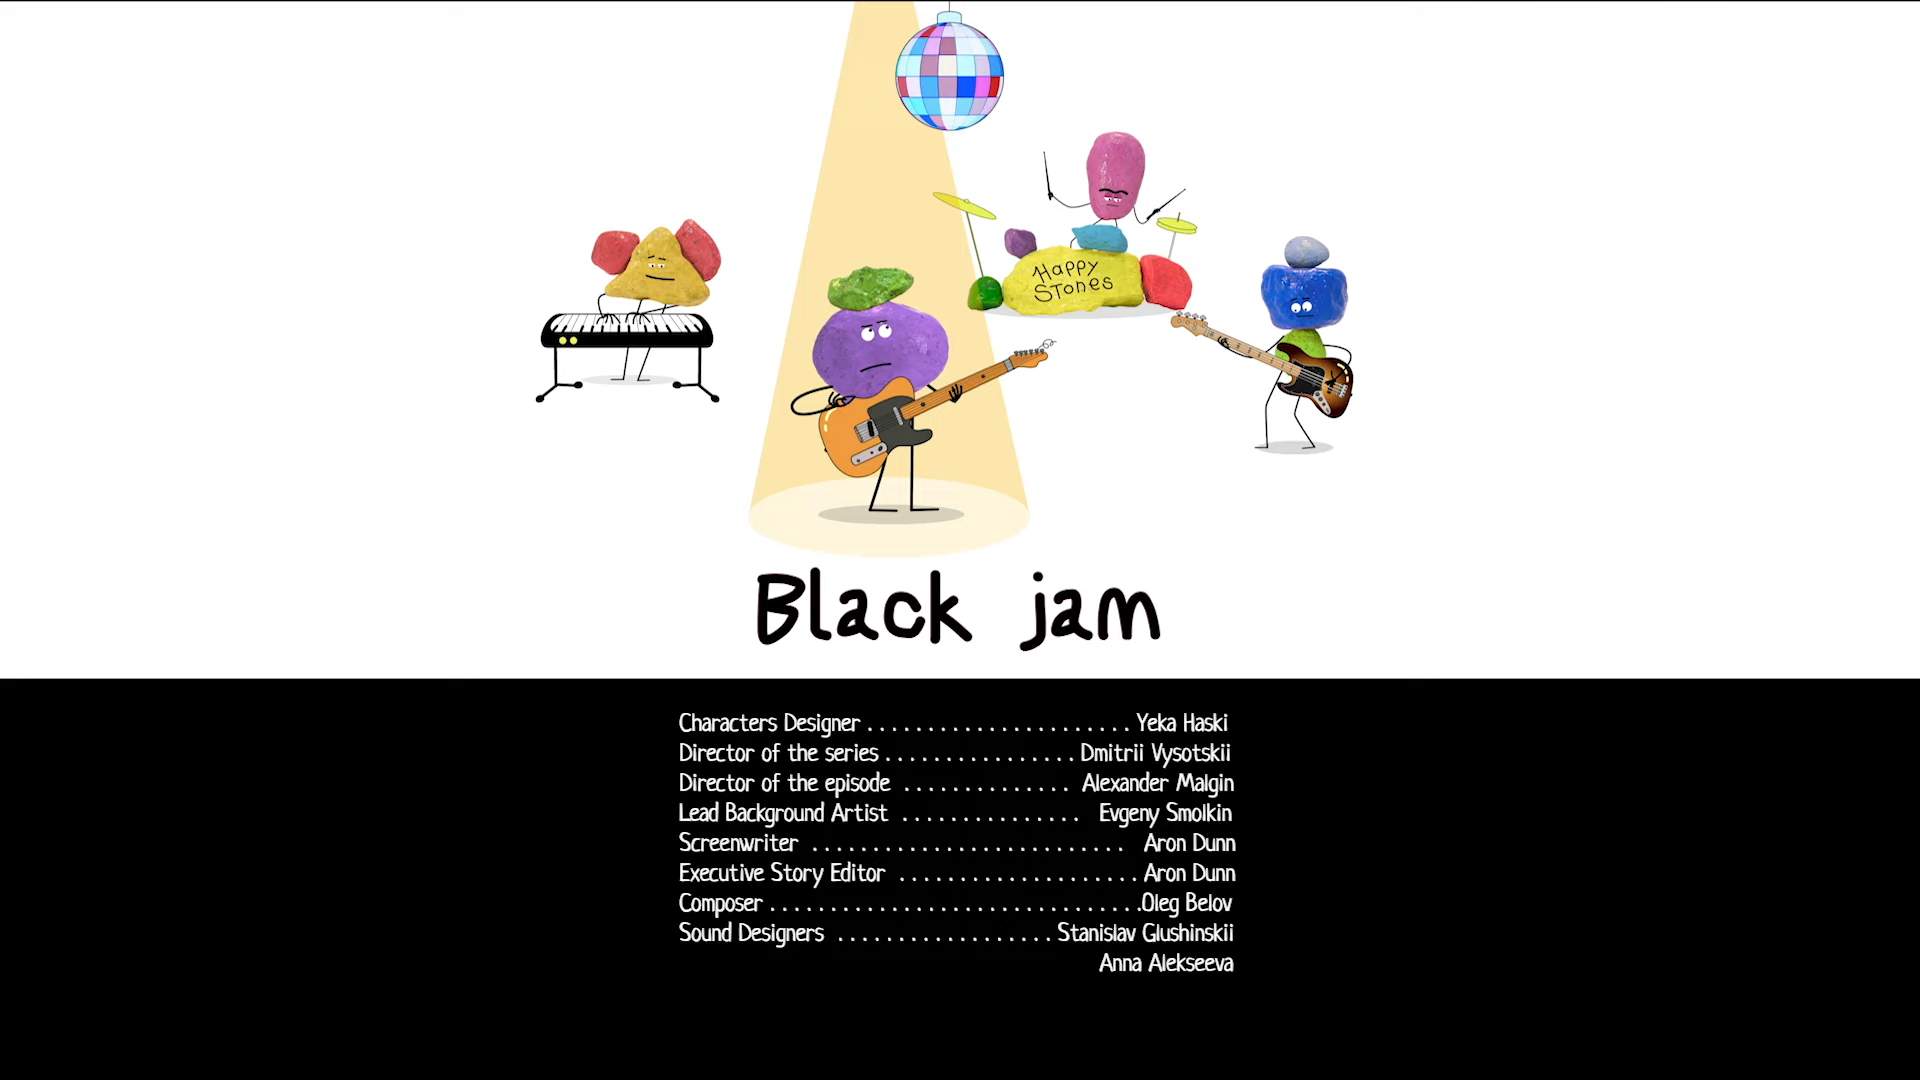 Happy
Stones
Black jam
Characters Designer . . . . . . . . . . . . . . . . . . . . . . Yeka Haski
Director of the series . . . . . . . . . . . . . . . . Dmitrii Vysotskii
Director of the episode . . . . . . . . . . . . . . Alexander Malgin
Lead Background Artist . . . . . . . . . . . . . . . Evgeny Smolkin
Screenwriter . . . . . . . . . . . . . . . . . . . . . . . . . . Aron Dunn
Executive Story Editor . . . . . . . . . . . . . . . . . . . . Aron Dunn
Composer . . . . . . . . . . . . . . . . . . . . . . . . . . . . . . .Oleg Belov
Sound Designers . . . . . . . . . . . . . . . . . . Stanislav Glushinskii
Anna Alekseeva